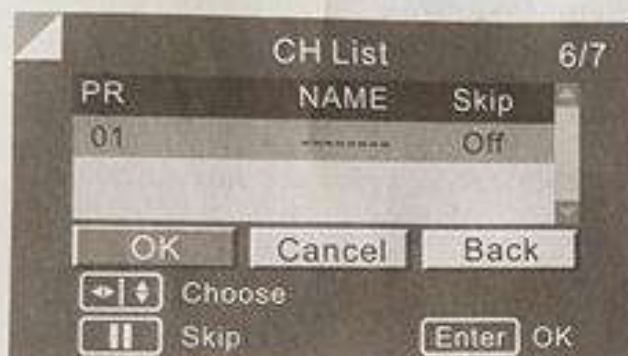 CH List 6/7
PR NAME Skip
01 -------- Off
OK Cancel Back
Choose
Skip Enter OK